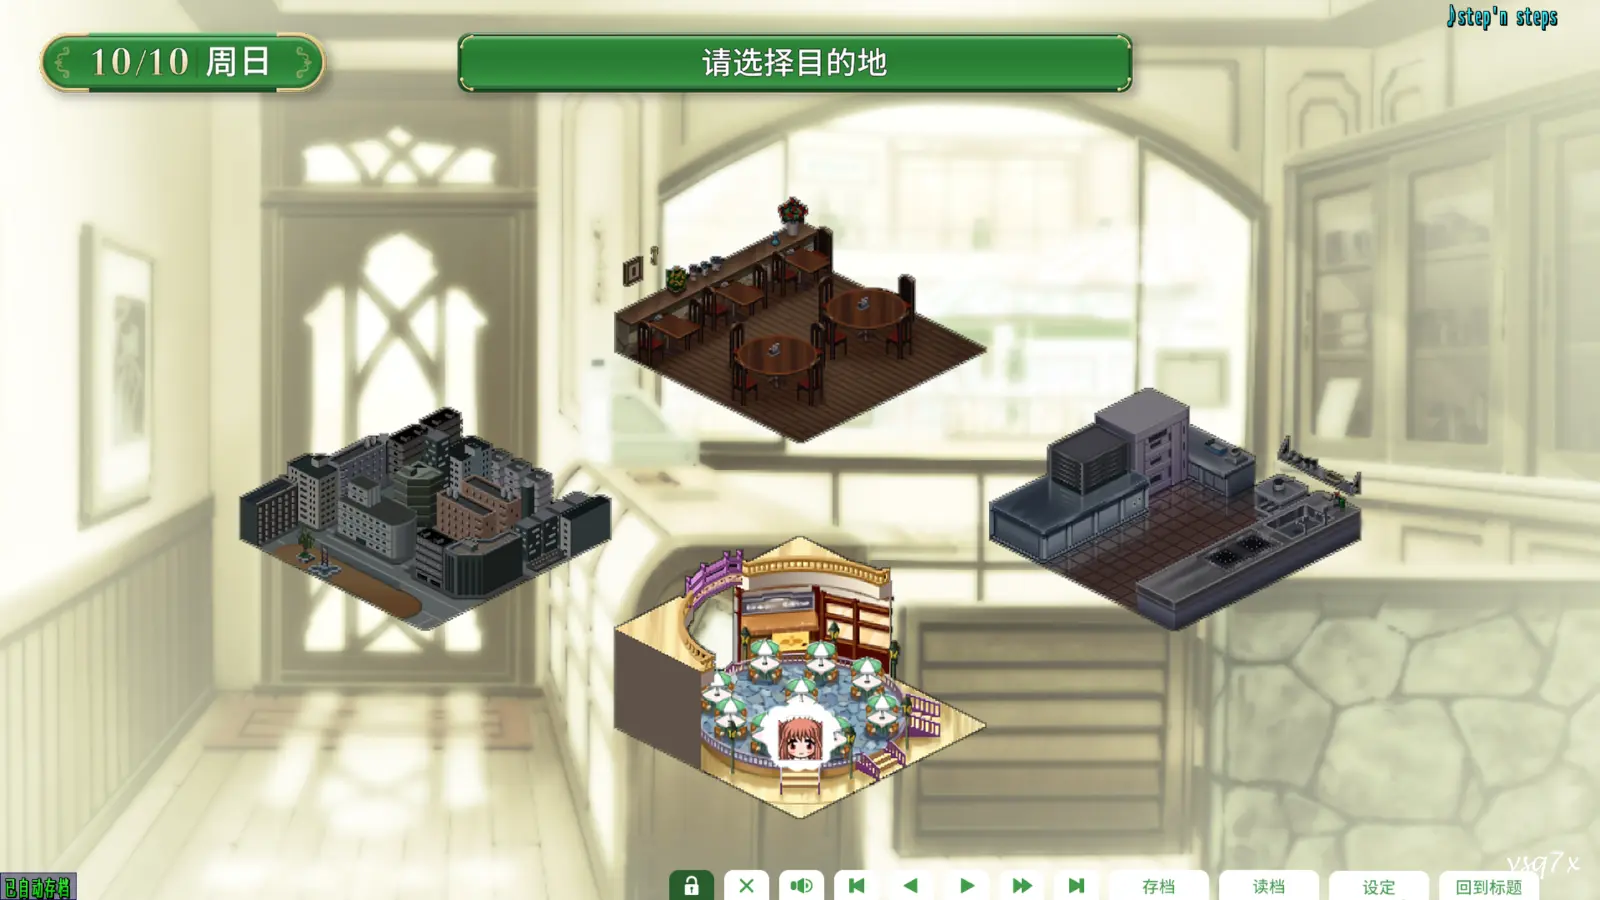 ♪step'n steps
10/10 周日
请选择目的地
vsq7x
已自动存档
存档
读档
设定
回到标题